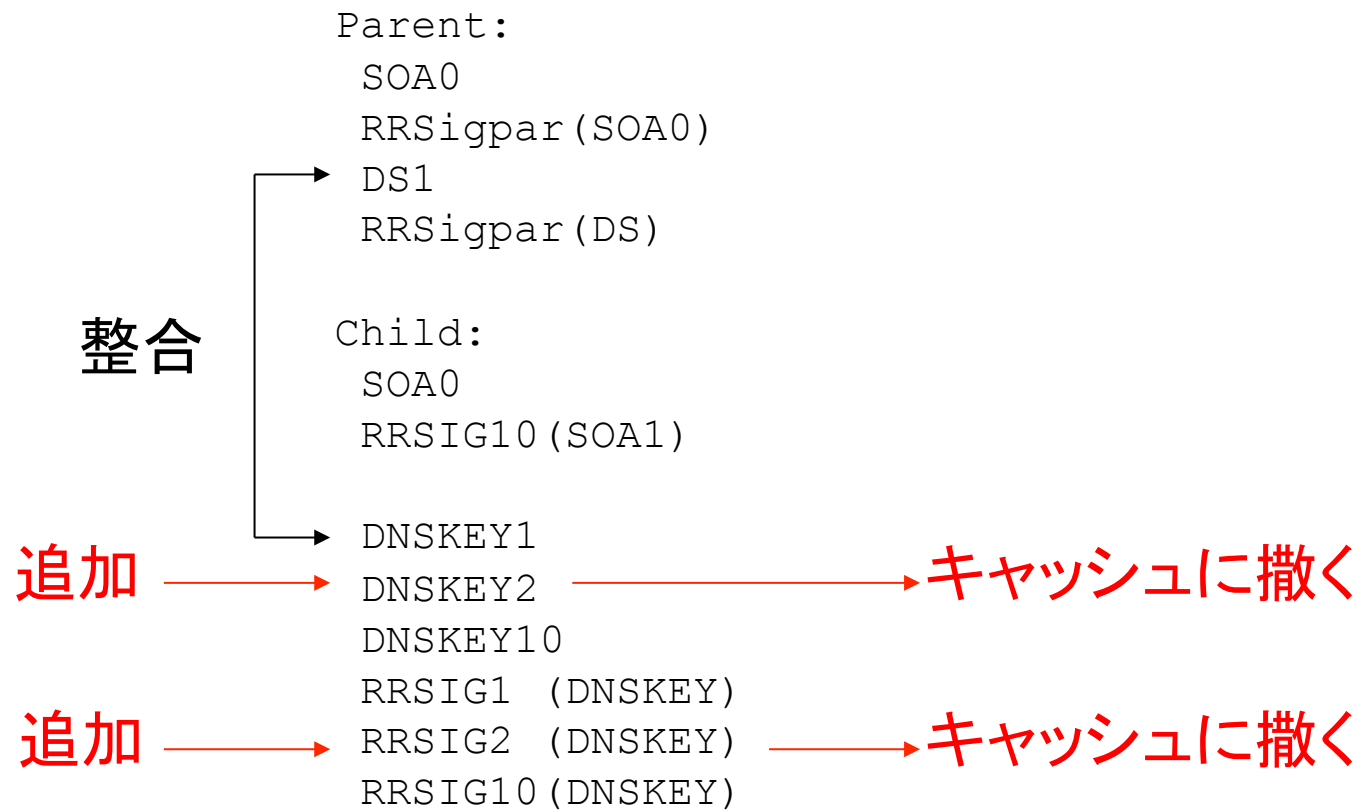 Parent:
SOA0
RRSigpar(SOA0)
DS1
RRSigpar(DS)
整合
Child:
SOA0
RRSIG10(SOA1)
DNSKEY1
追加
DNSKEY2
キャッシュに撒く
DNSKEY10
RRSIG1 (DNSKEY)
追加
RRSIG2 (DNSKEY)
キャッシュに撒く
RRSIG10(DNSKEY)